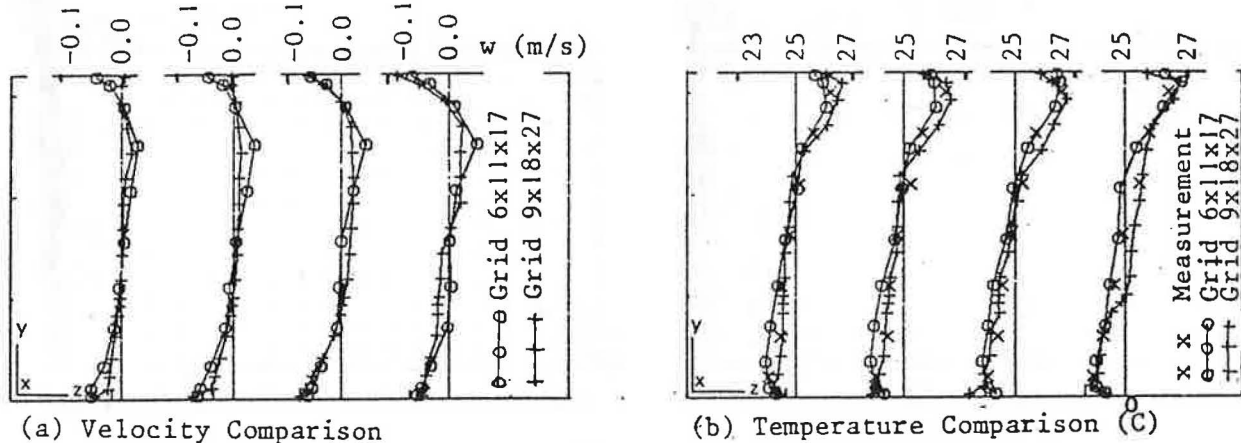 -0.1
0.0
-0.1
0.0
-0.1
0.0
-0.1
0.0
w (m/s)
y
x
z
Grid 6x11x17
Grid 9x18x27
(a) Velocity Comparison
23
25
27
25
27
25
27
25
27
y
x
z
x x Measurement
Grid 6x11x17
Grid 9x18x27
0
(b) Temperature Comparison (C)